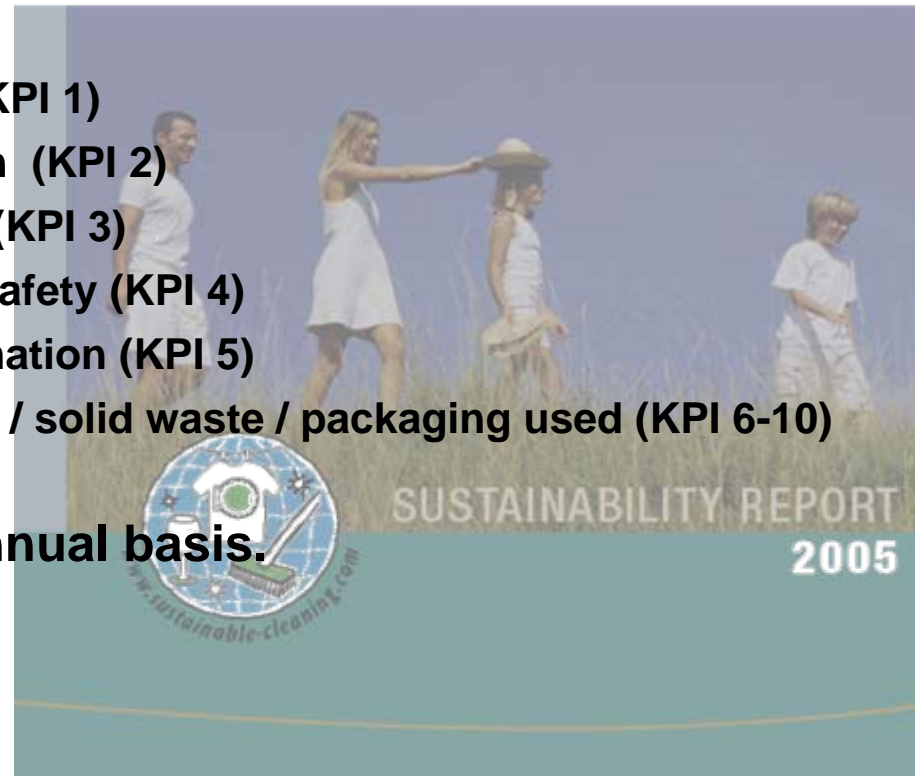 KPI 1)
(KPI 2)
(KPI 3)
afety (KPI 4)
nation (KPI 5)
/ solid waste / packaging used (KPI 6-10)
SUSTAINABILITY REPORT
nnual basis.
2005
www.sustainable-cleaning.com